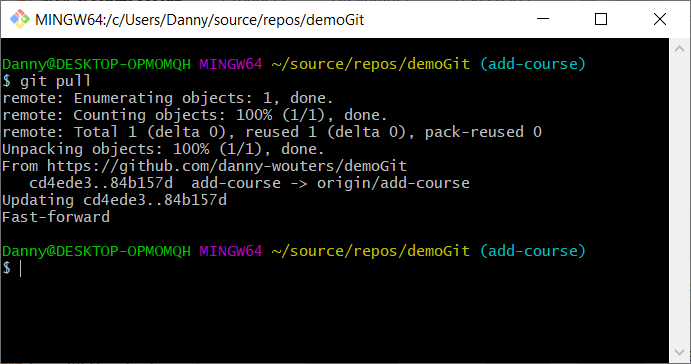 MINGW64:/c/Users/Danny/source/repos/demoGit
Danny@DESKTOP-OPMOMQH MINGW64 ~/source/repos/demoGit (add-course)
$ git pull
remote: Enumerating objects: 1, done.
remote: Counting objects: 100% (1/1), done.
remote: Total 1 (delta 0), reused 1 (delta 0), pack-reused 0
Unpacking objects: 100% (1/1), done.
From https://github.com/danny-wouters/demoGit
   cd4ede3..84b157d  add-course -> origin/add-course
Updating cd4ede3..84b157d
Fast-forward
Danny@DESKTOP-OPMOMQH MINGW64 ~/source/repos/demoGit (add-course)
$